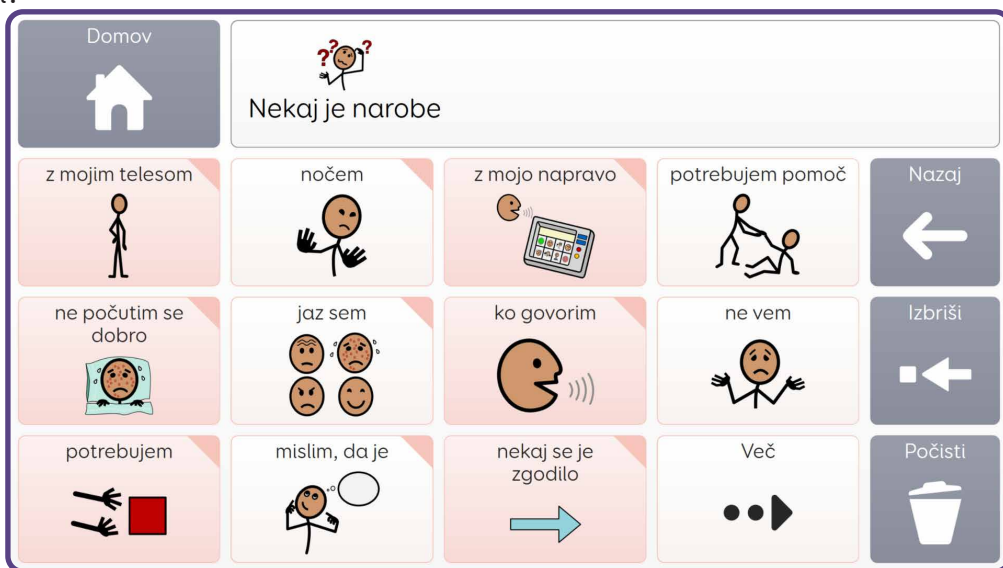 Domov
Nekaj je narobe
z mojim telesom
nočem
z mojo napravo
potrebujem pomoč
Nazaj
ne počutim se
dobro
jaz sem
ko govorim
ne vem
Izbriši
potrebujem
mislim, da je
nekaj se je
zgodilo
Več
Počisti